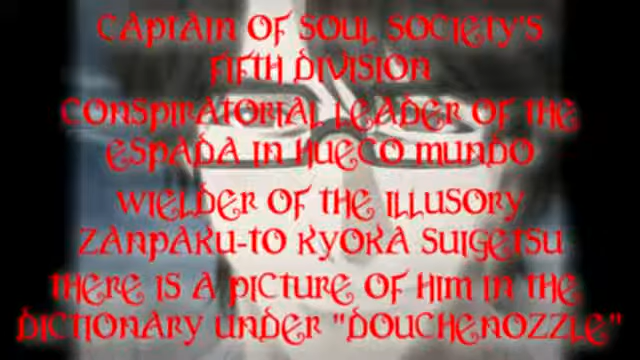 CAPTAIN OF SOUL SOCIETY'S
FIFTH DIVISION
CONSPIRATORIAL LEADER OF THE
ESPADA IN HUECO MUNDO
WIELDER OF THE ILLUSORY
ZANPAKU-TO KYOKA SUIGETSU
THERE IS A PICTURE OF HIM IN THE
DICTIONARY UNDER "DOUCHENOZZLE"